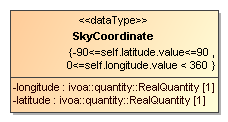 <<dataType>>
SkyCoordinate
{-90<=self.latitude.value<=90 ,
0<=self.longitude.value < 360 }
-longitude : ivoa::quantity::RealQuantity [1]
-latitude : ivoa::quantity::RealQuantity [1]